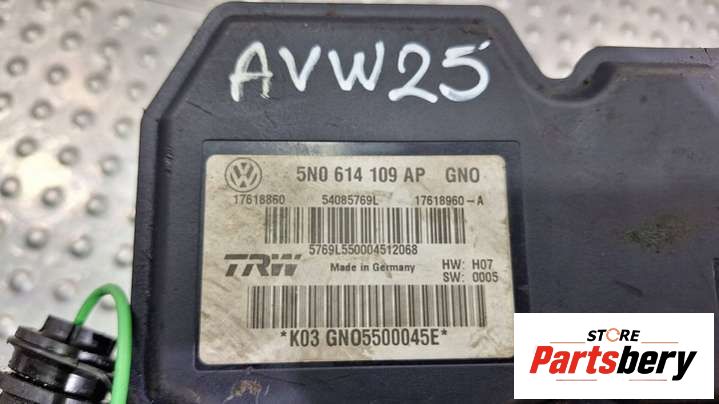 AVW25
5N0 614 109 AP GNO
17618860 54085769L 17618960-A
5769L550004512068
TRW Made in Germany HW: H07
SW: 0005
*K03 GNO5500045E*
STORE
Partsbery